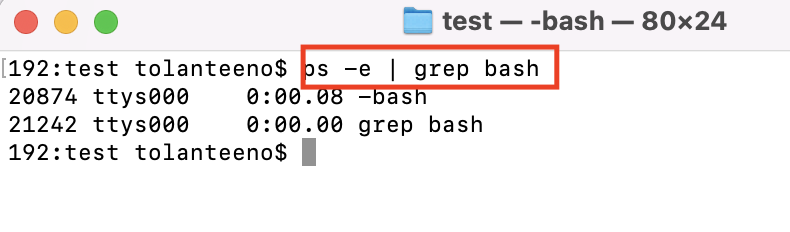 test — -bash — 80×24
[192:test tolanteeno$ ps -e | grep bash
20874 ttys000    0:00.08 -bash
21242 ttys000    0:00.00 grep bash
192:test tolanteeno$